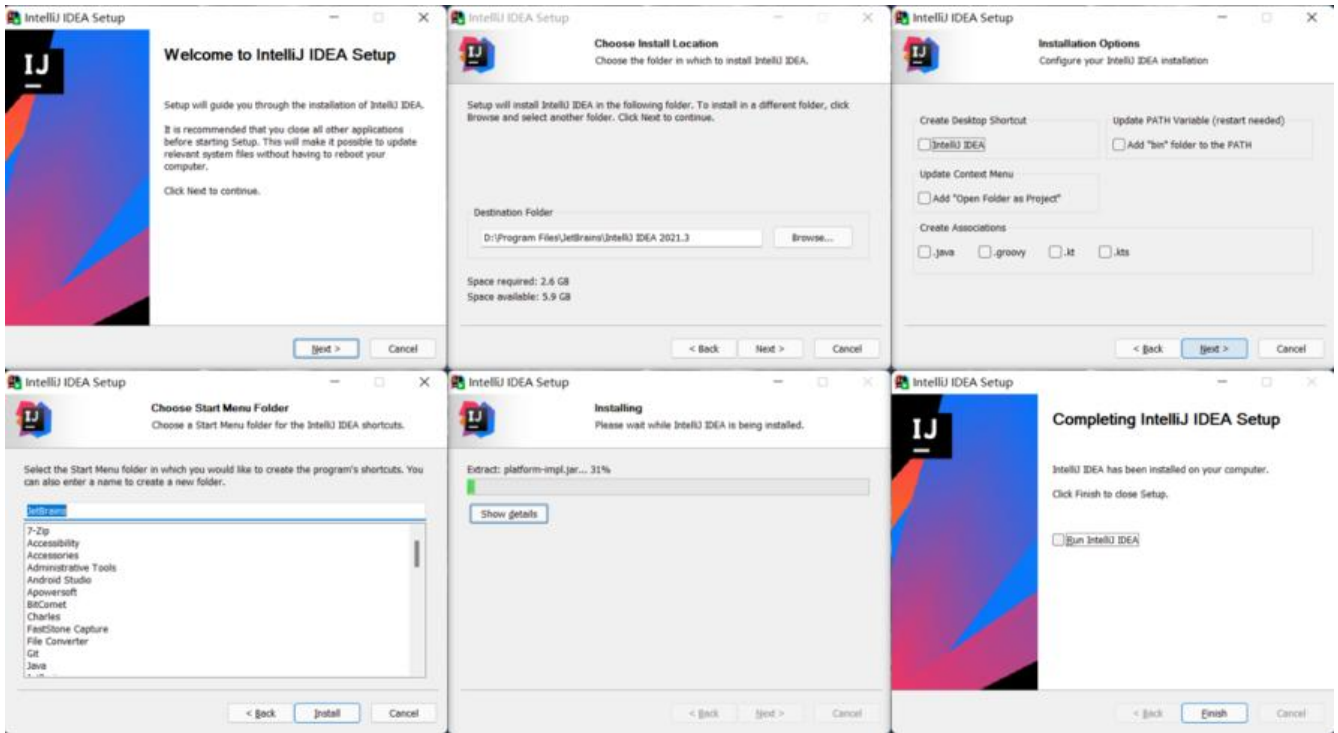 IntelliJ IDEA Setup
IJ
Welcome to IntelliJ IDEA Setup
Setup will guide you through the installation of IntelliJ IDEA.
It is recommended that you close all other applications
before starting Setup. This will make it possible to update
relevant system files without having to reboot your
computer.
Click Next to continue.
Next >
Cancel
IntelliJ IDEA Setup
IJ
Choose Install Location
Choose the folder in which to install IntelliJ IDEA.
Setup will install IntelliJ IDEA in the following folder. To install in a different folder, click
Browse and select another folder. Click Next to continue.
Destination Folder
D:\Program Files\JetBrains\IntelliJ IDEA 2021.3
Browse...
Space required: 2.6 GB
Space available: 5.9 GB
< Back
Next >
Cancel
IntelliJ IDEA Setup
IJ
Installation Options
Configure your IntelliJ IDEA installation
Create Desktop Shortcut
Update PATH Variable (restart needed)
IntelliJ IDEA
Add "bin" folder to the PATH
Update Context Menu
Add "Open Folder as Project"
Create Associations
.java .groovy .kt .kts
< Back
Next >
Cancel
IntelliJ IDEA Setup
IJ
Choose Start Menu Folder
Choose a Start Menu folder for the IntelliJ IDEA shortcuts.
Select the Start Menu folder in which you would like to create the program's shortcuts. You
can also enter a name to create a new folder.
JetBrains
7-Zip
Accessibility
Accessories
Administrative Tools
Android Studio
Apowersoft
BitComet
Charles
FastStone Capture
File Converter
Git
Java
< Back
Install
Cancel
IntelliJ IDEA Setup
IJ
Installing
Please wait while IntelliJ IDEA is being installed.
Extract: platform-impl.jar... 31%
Show details
< Back
Next >
Cancel
IntelliJ IDEA Setup
IJ
Completing IntelliJ IDEA Setup
IntelliJ IDEA has been installed on your computer.
Click Finish to close Setup.
Run IntelliJ IDEA
< Back
Finish
Cancel